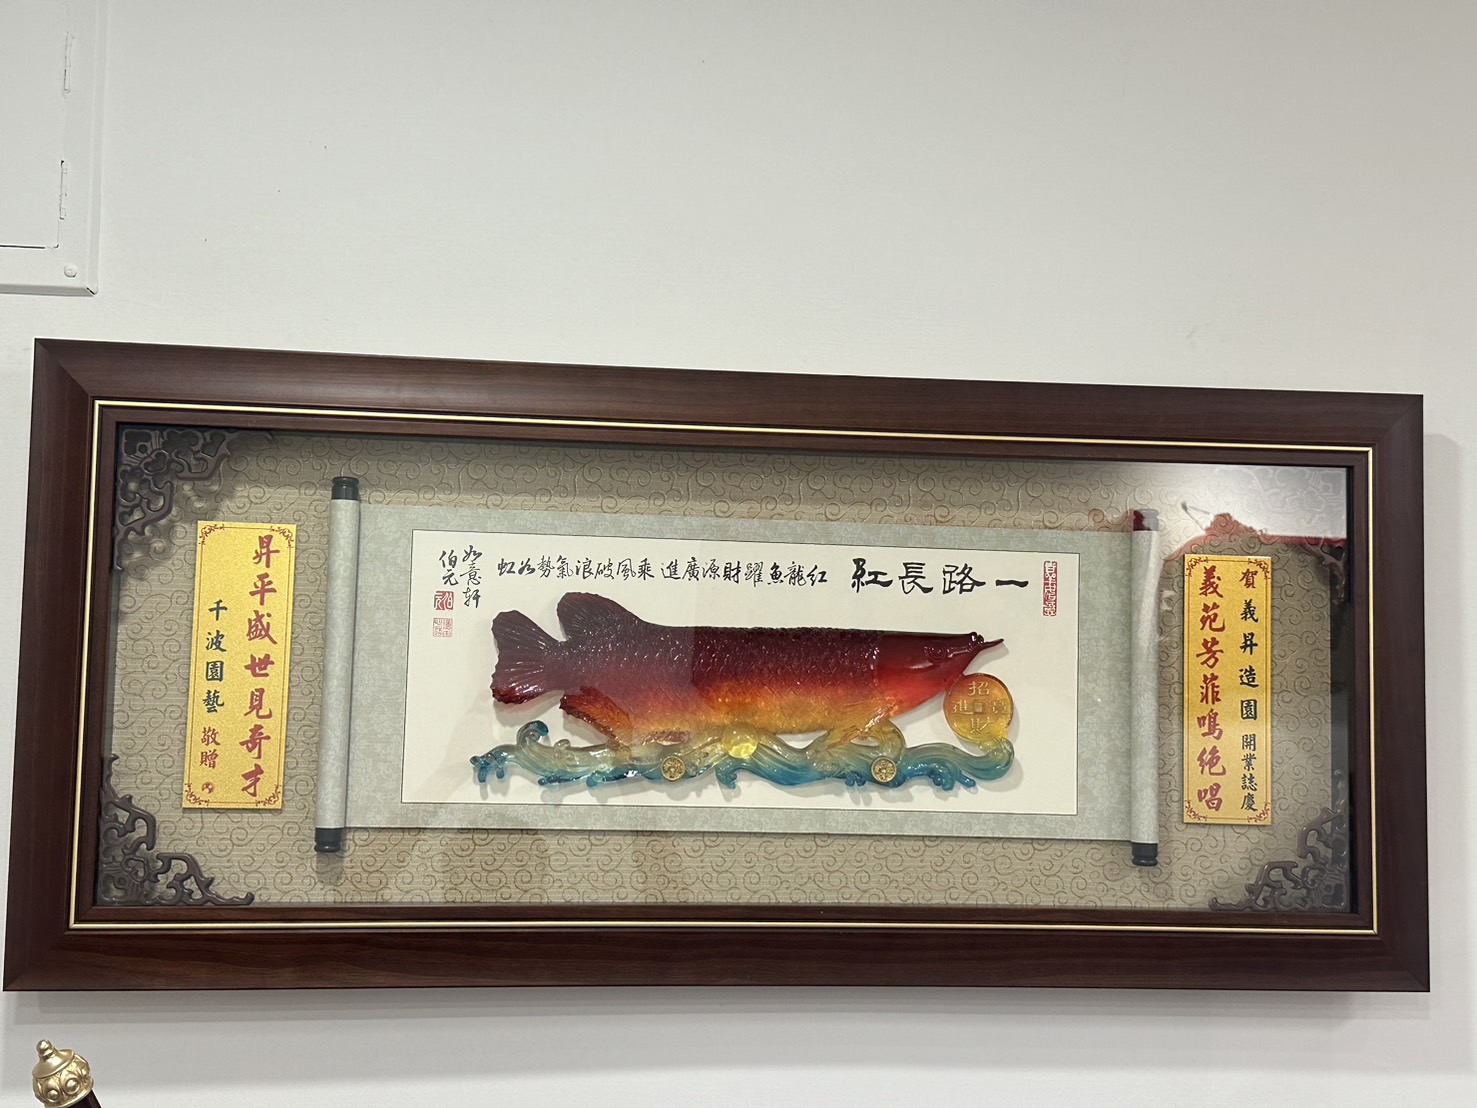 賀 義昇造園 開業誌慶
義苑芳菲鳴絶唱
一路長紅
紅龍魚躍財源廣進 乘風破浪氣勢如虹
如意軒
伯元
招財進寶
昇平盛世見奇才
千波園藝 敬贈